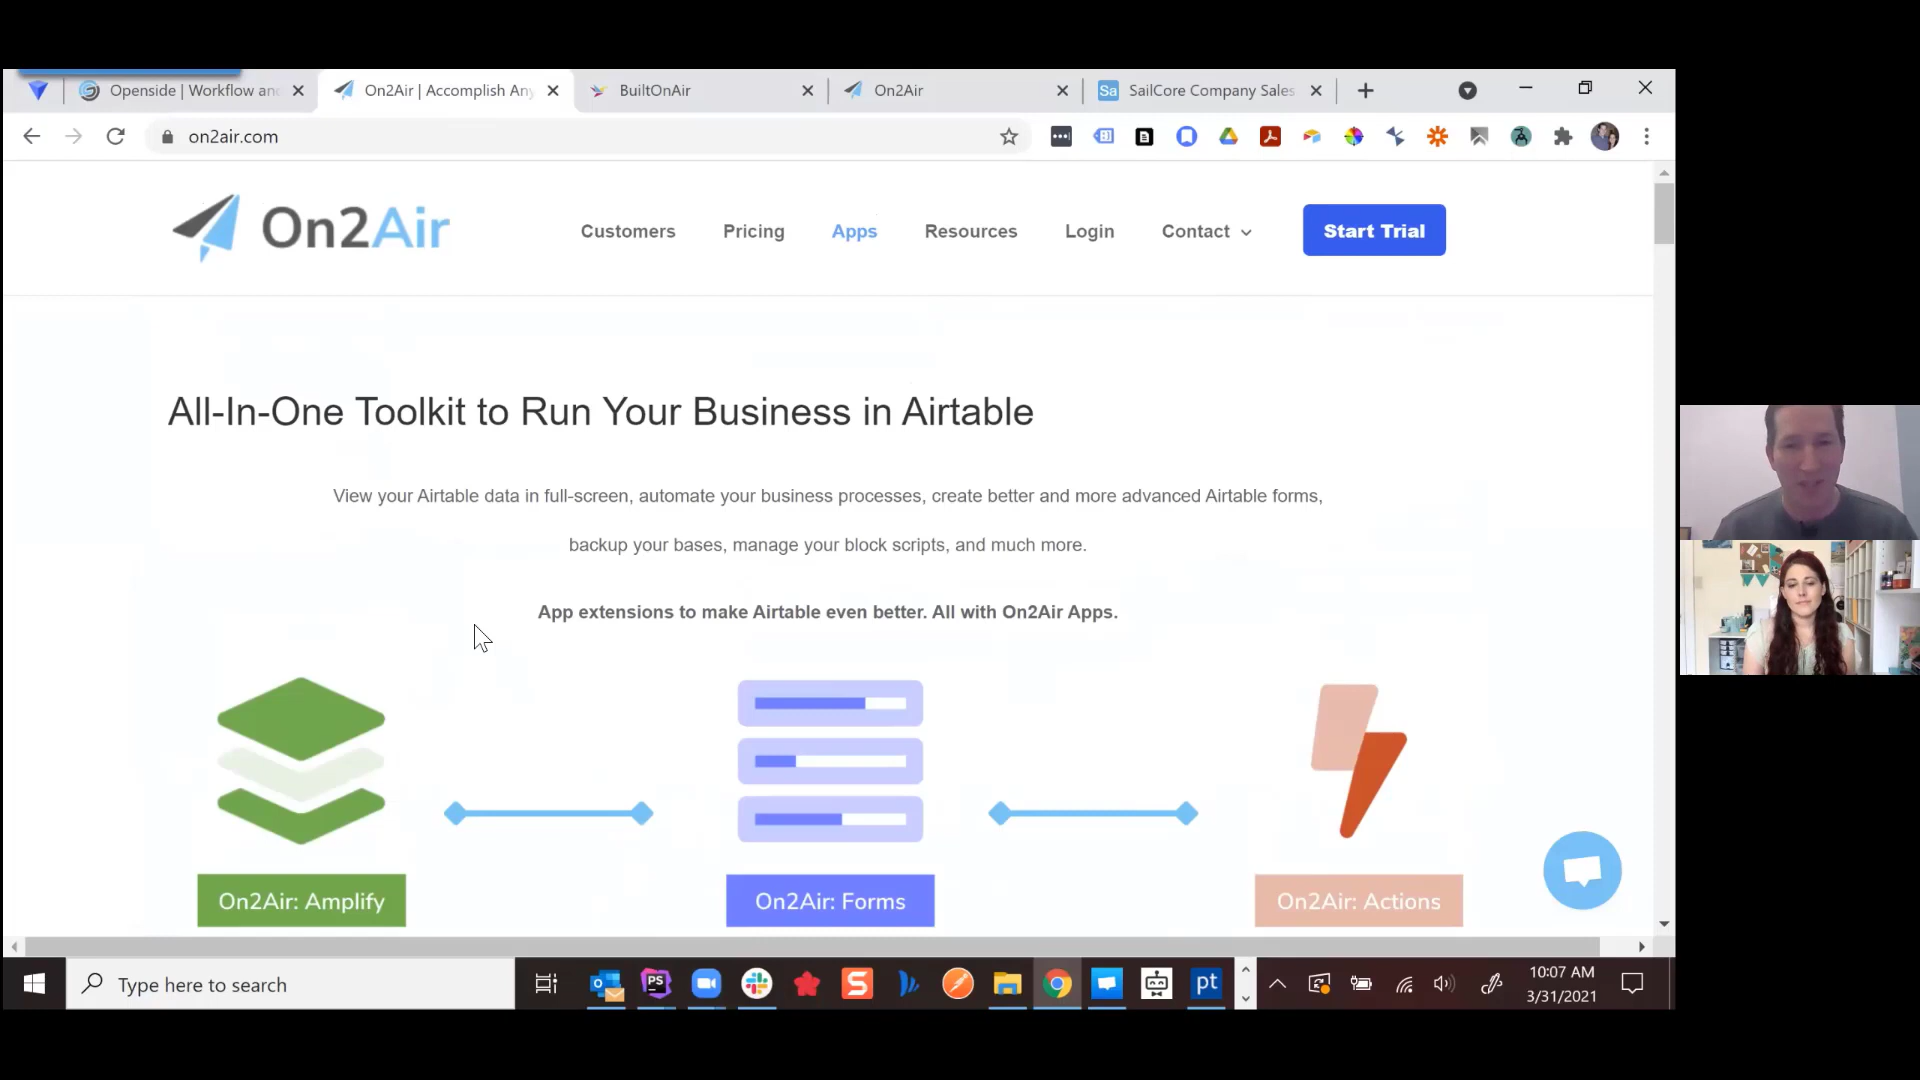 Openside | Workflow and
On2Air | Accomplish Any
BuiltOnAir
On2Air
Sa
SailCore Company Sales
on2air.com
On2Air
Customers
Pricing
Apps
Resources
Login
Contact
Start Trial
All-In-One Toolkit to Run Your Business in Airtable
View your Airtable data in full-screen, automate your business processes, create better and more advanced Airtable forms,
backup your bases, manage your block scripts, and much more.
App extensions to make Airtable even better. All with On2Air Apps.
On2Air: Amplify
On2Air: Forms
On2Air: Actions
Type here to search
PS
S
pt
10:07 AM
3/31/2021